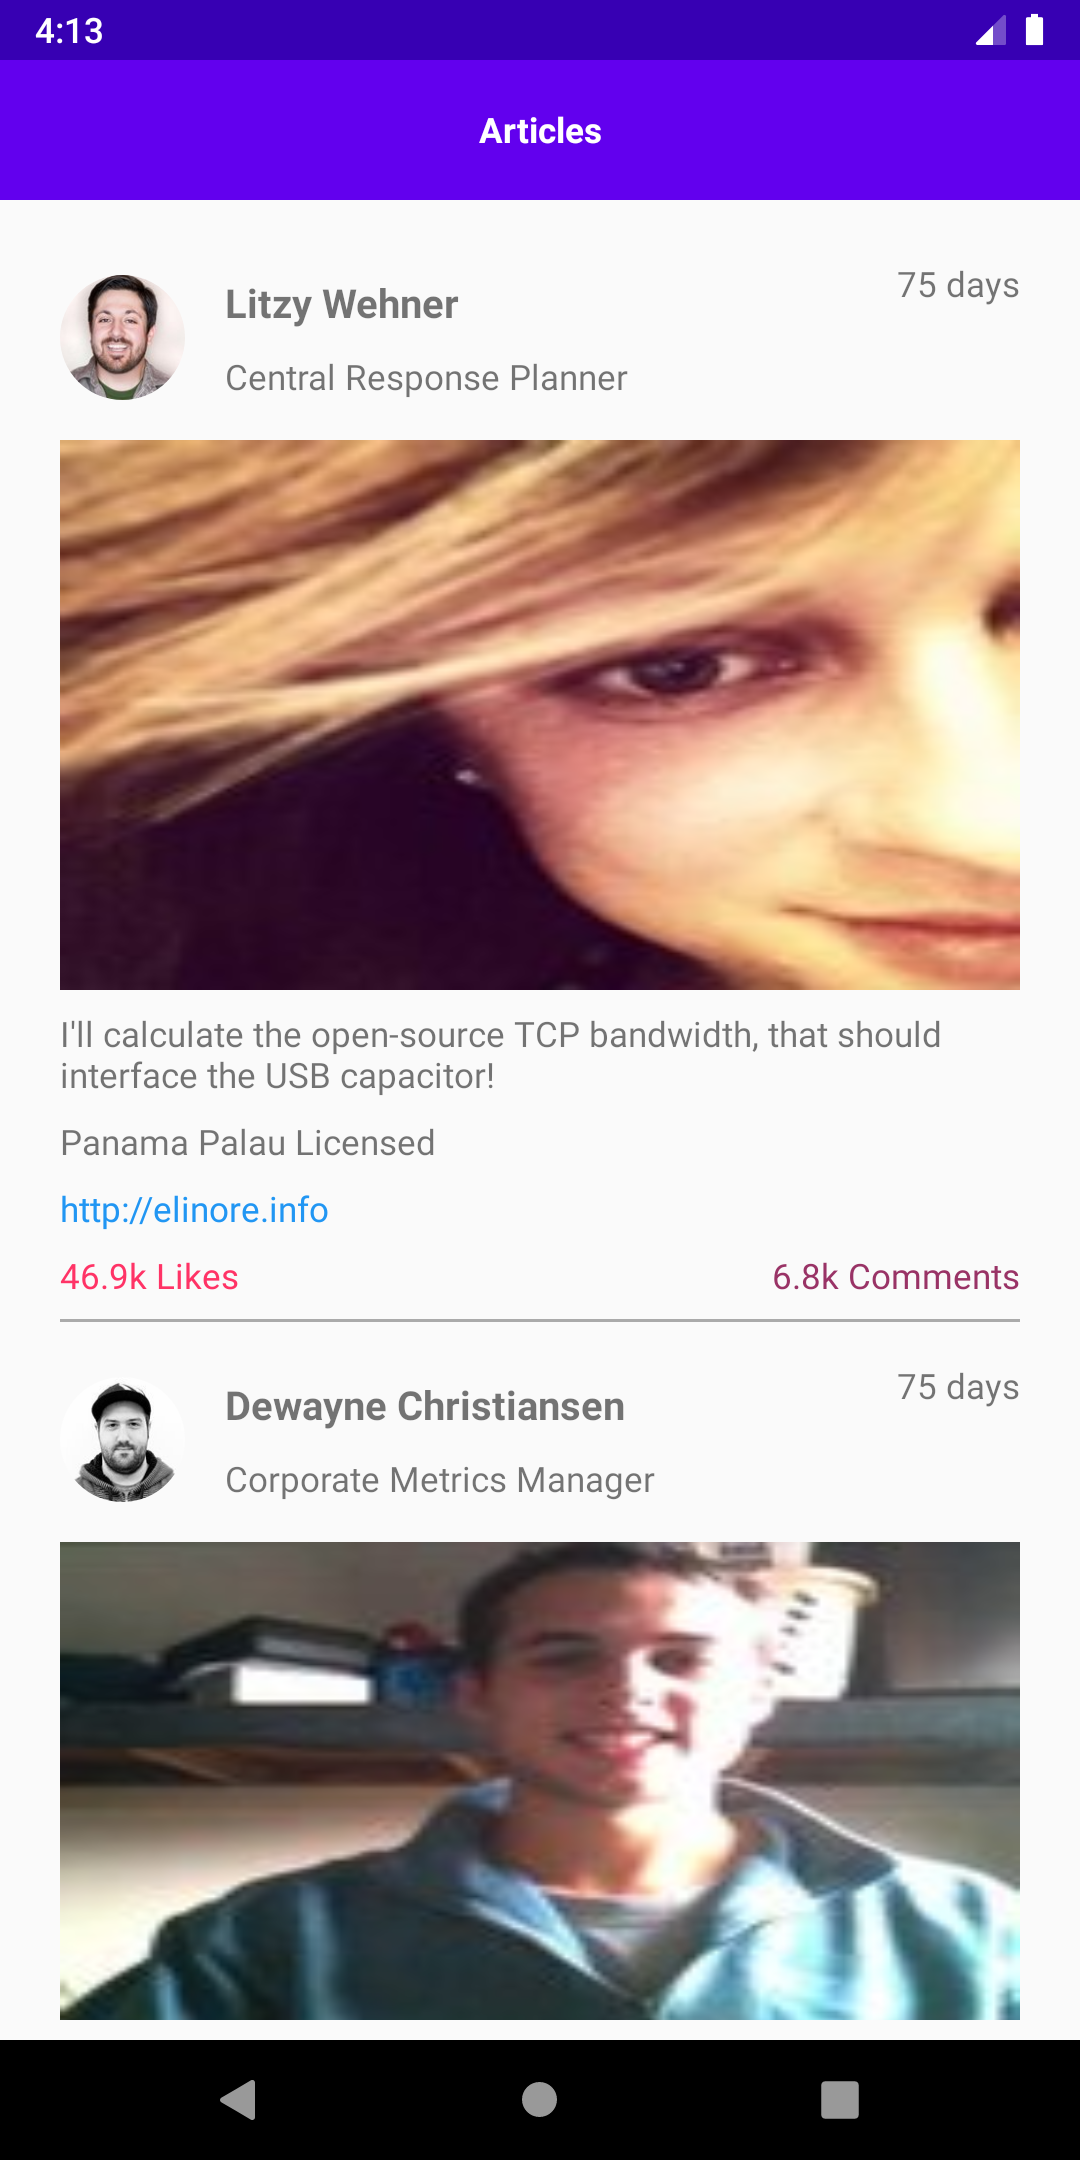 4:13
Articles
Litzy Wehner
75 days
Central Response Planner
I'll calculate the open-source TCP bandwidth, that should
interface the USB capacitor!
Panama Palau Licensed
http://elinore.info
46.9k Likes
6.8k Comments
Dewayne Christiansen
75 days
Corporate Metrics Manager